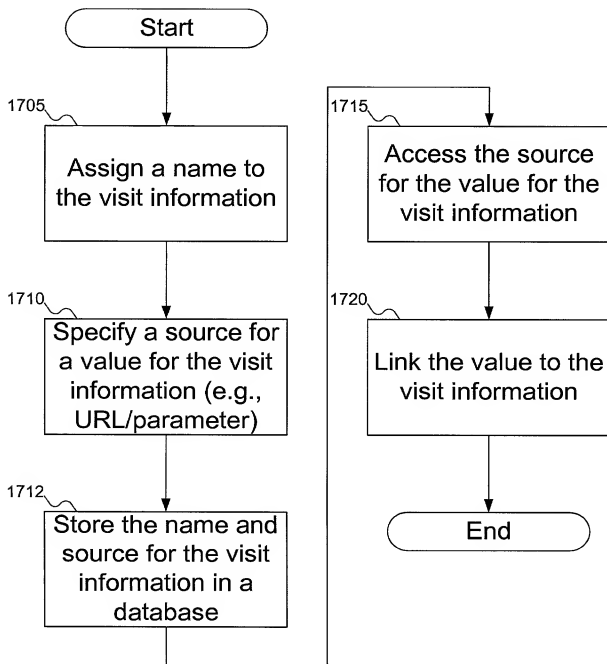 Start
1705
Assign a name to
the visit information
1710
Specify a source for
a value for the visit
information (e.g.,
URL/parameter)
1712
Store the name and
source for the visit
information in a
database
1715
Access the source
for the value for the
visit information
1720
Link the value to the
visit information
End